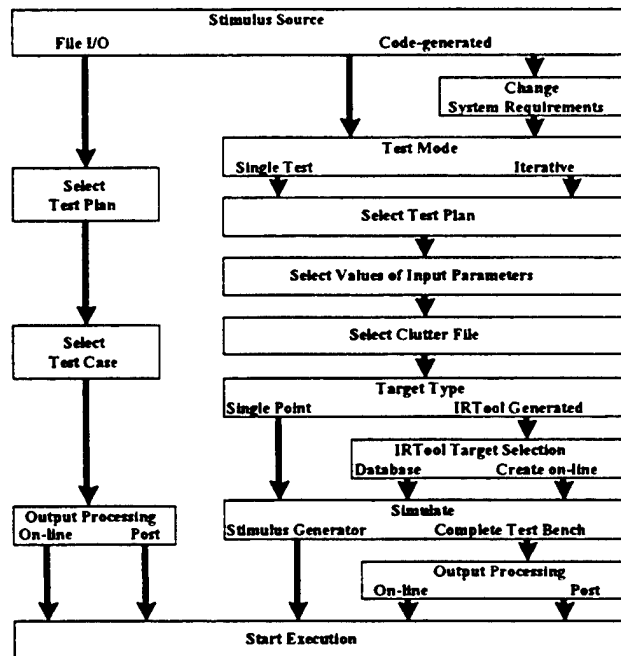 Stimulus Source
File I/O Code-generated
Change
System Requirements
Test Mode
Single Test Iterative
Select
Test Plan
Select Test Plan
Select Values of Input Parameters
Select Clutter File
Select
Test Case
Target Type
Single Point IRTool Generated
IRTool Target Selection
Database Create on-line
Output Processing
On-line Post
Simulate
Stimulus Generator Complete Test Bench
Output Processing
On-line Post
Start Execution